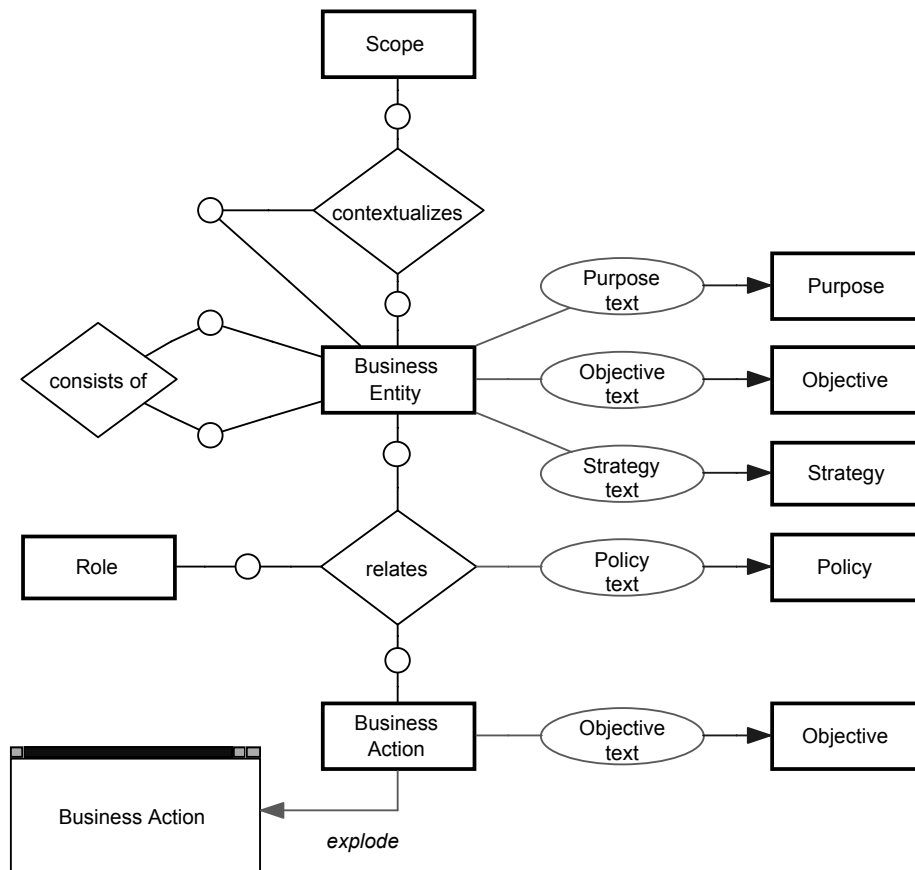 Scope
contextualizes
Purpose
text
Purpose
consists of
Business
Entity
Objective
text
Objective
Strategy
text
Strategy
Role
relates
Policy
text
Policy
Business
Action
Objective
text
Objective
Business Action
explode